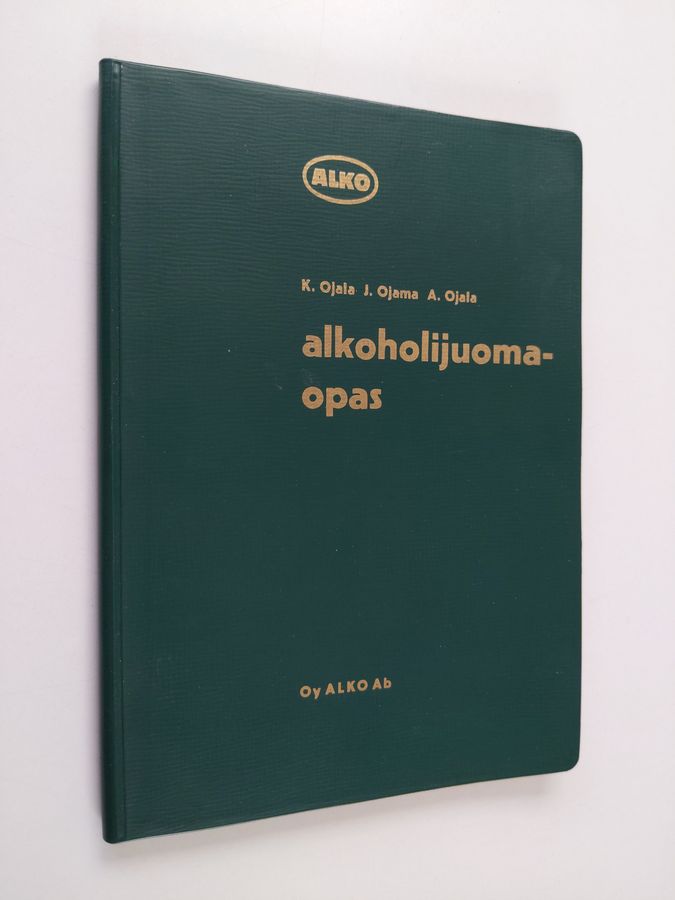 ALKO
K. Ojala J. Ojama A. Ojala
alkoholijuoma-
opas
Oy ALKO Ab